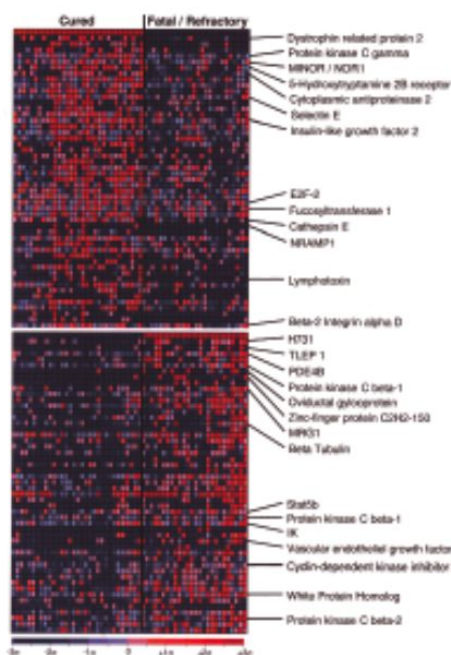 Cured Fatal / Refractory
Dystrophin related protein 2
Protein kinase C gamma
MINOR / NOR1
5-Hydroxytryptamine 2B receptor
Cytoplasmic antiproteinase 2
Selectin E
Insulin-like growth factor 2
E2F-2
Fucosyltransferase 1
Cathepsin E
NRAMP1
Lymphotoxin
Beta-2 Integrin alpha D
H731
TLEP 1
PDE4B
Protein kinase C beta-1
Oviductal gylcoprotein
Zinc-finger protein C2H2-150
MRG1
Beta Tubulin
Stat5b
Protein kinase C beta-1
IK
Vascular endothelial growth factor
Cyclin-dependent kinase inhibitor
White Protein Homolog
Protein kinase C beta-2